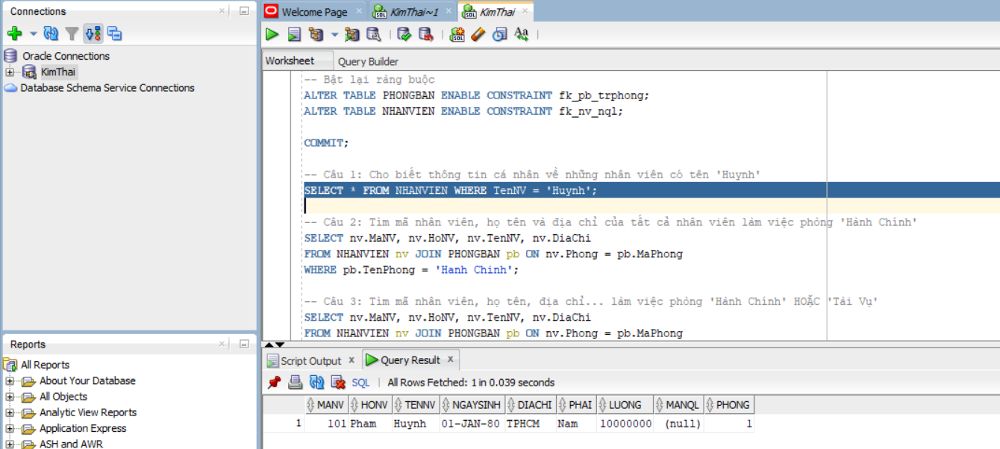 Connections
Oracle Connections
KimThai
Database Schema Service Connections
Reports
All Reports
About Your Database
All Objects
Analytic View Reports
Application Express
ASH and AWR
Welcome Page
KimThai~1
KimThai
Worksheet
Query Builder
-- Bật lại ràng buộc
ALTER TABLE PHONGBAN ENABLE CONSTRAINT fk_pb_trphong;
ALTER TABLE NHANVIEN ENABLE CONSTRAINT fk_nv_nql;
COMMIT;
-- Câu 1: Cho biết thông tin cá nhân về những nhân viên có tên 'Huynh'
SELECT * FROM NHANVIEN WHERE TenNV = 'Huynh';
-- Câu 2: Tìm mã nhân viên, họ tên và địa chỉ của tất cả nhân viên làm việc phòng 'Hành Chính'
SELECT nv.MaNV, nv.HoNV, nv.TenNV, nv.DiaChi
FROM NHANVIEN nv JOIN PHONGBAN pb ON nv.Phong = pb.MaPhong
WHERE pb.TenPhong = 'Hanh Chinh';
-- Câu 3: Tìm mã nhân viên, họ tên, địa chỉ... làm việc phòng 'Hành Chính' HOẶC 'Tài Vụ'
SELECT nv.MaNV, nv.HoNV, nv.TenNV, nv.DiaChi
FROM NHANVIEN nv JOIN PHONGBAN pb ON nv.Phong = pb.MaPhong
Script Output x
Query Result x
SQL | All Rows Fetched: 1 in 0.039 seconds
MANV HONV TENNV NGAYSINH DIACHI PHAI LUONG MANQL PHONG
1 101 Pham Huynh 01-JAN-80 TPHCM Nam 10000000 (null) 1